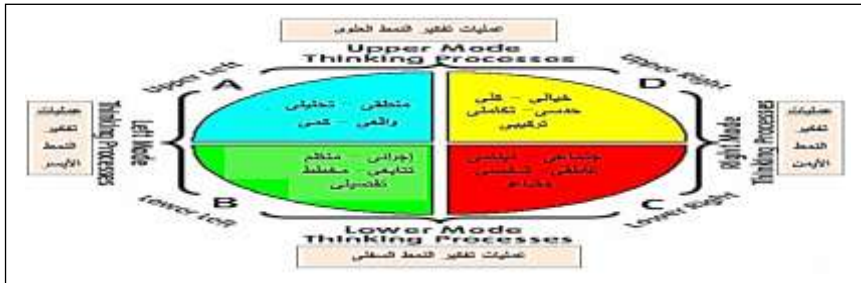 عمليات تفكير النمط العلوي
Upper Mode
Thinking Processes
Upper Left
A
D
Upper Right
منطقي – تحليلي
واقعي – كمي
خيالي – كلي
حدسي – تكاملي
تركيبي
عمليات
تفكير
النمط
الأيسر
Left Mode
Thinking Processes
Right Mode
Thinking Processes
عمليات
تفكير
النمط
الأيمن
إجرائي – منظم
تتابعي – مخطط
تفصيلي
اجتماعي –
عاطفي –
B
C
Lower Left
Lower Right
Lower Mode
Thinking Processes
عمليات تفكير النمط السفلي